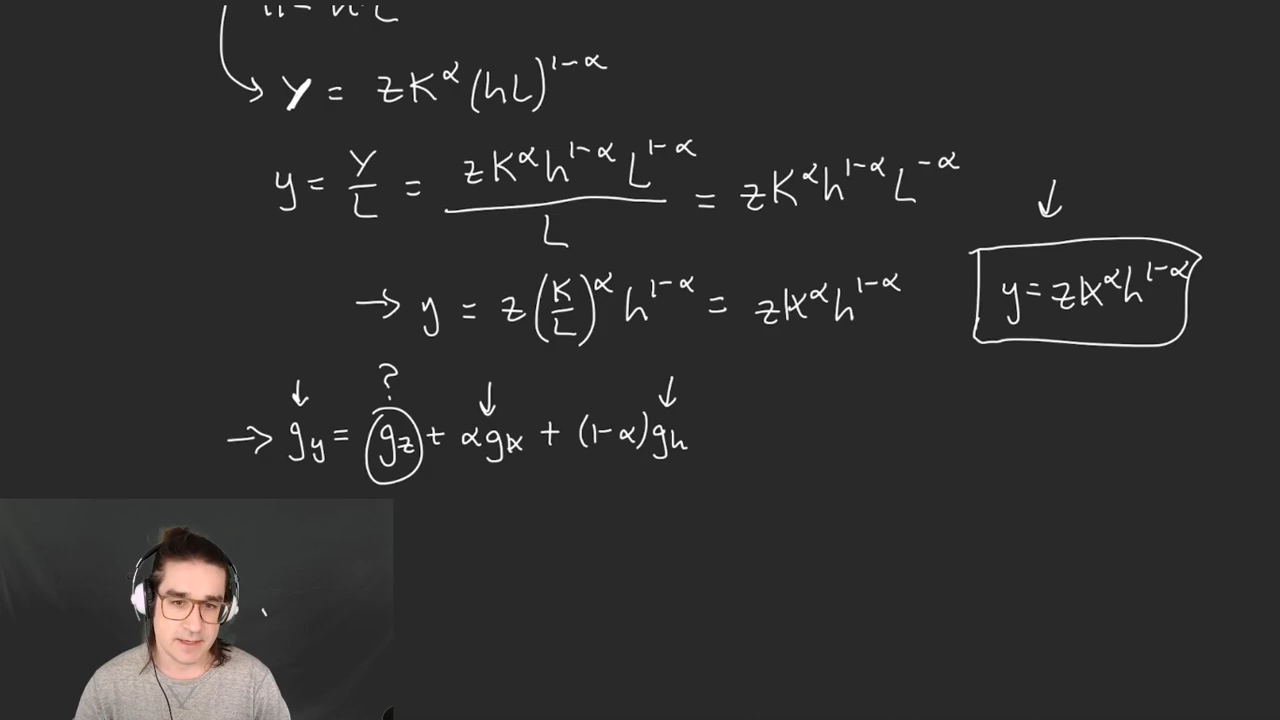 Y = zK^α (hL)^{1-α}
y = Y/L = zK^α h^{1-α} L^{1-α} / L = zK^α h^{1-α} L^{-α}
↓
→ y = z(K/L)^α h^{1-α} = zk^α h^{1-α}
y = zk^α h^{1-α}
↓ ? ↓ ↓
→ g_y = g_z + αg_k + (1-α)g_h